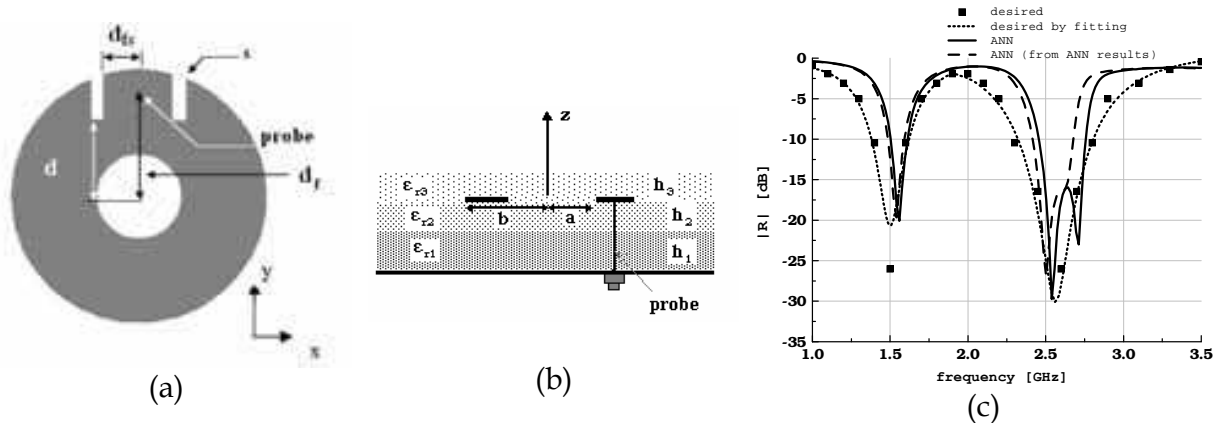 d_fs
s
probe
d
d_f
y
x
(a)
z
ε_r3
h_3
b
a
ε_r2
h_2
ε_r1
h_1
probe
(b)
desired
desired by fitting
ANN
ANN (from ANN results)
|R| [dB]
0
-5
-10
-15
-20
-25
-30
-35
1.0 1.5 2.0 2.5 3.0 3.5
frequency [GHz]
(c)